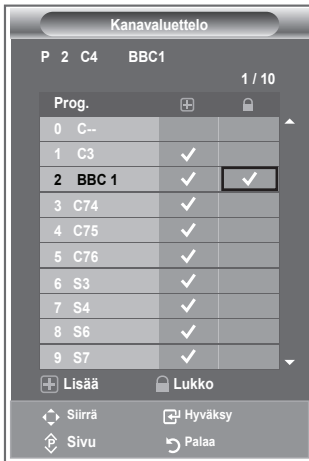 Kanavaluettelo
P 2 C4 BBC1
1 / 10
Prog.
0 C--
1 C3
2 BBC 1
3 C74
4 C75
5 C76
6 S3
7 S4
8 S6
9 S7
Lisää Lukko
Siirrä Hyväksy
Sivu Palaa